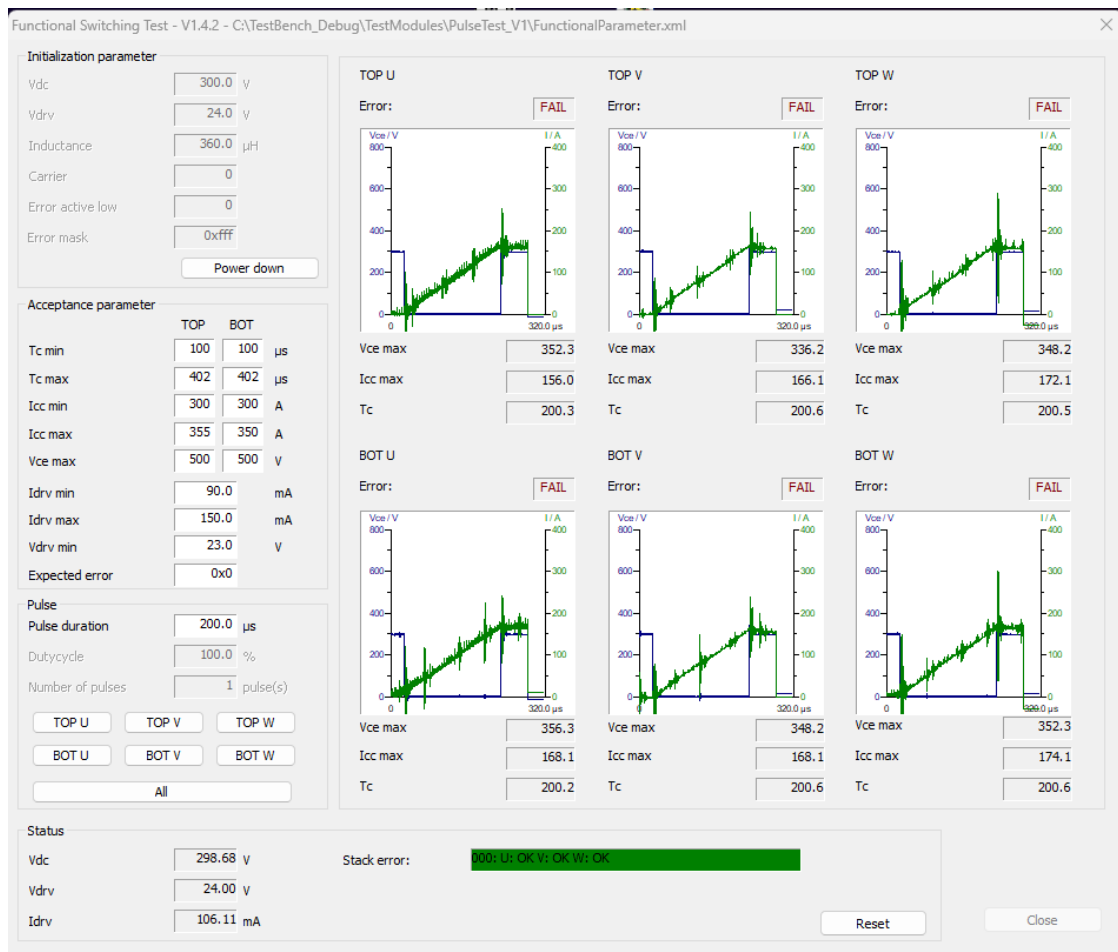 Functional Switching Test - V1.4.2 - C:\TestBench_Debug\TestModules\PulseTest_V1\FunctionalParameter.xml
Initialization parameter
Vdc 300.0 V
Vdrv 24.0 V
Inductance 360.0 µH
Carrier 0
Error active low 0
Error mask 0xfff
Power down
Acceptance parameter
TOP BOT
Tc min 100 100 µs
Tc max 402 402 µs
Icc min 300 300 A
Icc max 355 350 A
Vce max 500 500 V
Idrv min 90.0 mA
Idrv max 150.0 mA
Vdrv min 23.0 V
Expected error 0x0
Pulse
Pulse duration 200.0 µs
Dutycycle 100.0 %
Number of pulses 1 pulse(s)
TOP U TOP V TOP W
BOT U BOT V BOT W
All
TOP U
Error: FAIL
Vce / V I / A
800 400
600 300
400 200
200 100
0 0
0 320.0 µs
Vce max 352.3
Icc max 156.0
Tc 200.3
TOP V
Error: FAIL
Vce / V I / A
800 400
600 300
400 200
200 100
0 0
0 320.0 µs
Vce max 336.2
Icc max 166.1
Tc 200.6
TOP W
Error: FAIL
Vce / V I / A
800 400
600 300
400 200
200 100
0 0
0 320.0 µs
Vce max 348.2
Icc max 172.1
Tc 200.5
BOT U
Error: FAIL
Vce / V I / A
800 400
600 300
400 200
200 100
0 0
0 320.0 µs
Vce max 356.3
Icc max 168.1
Tc 200.2
BOT V
Error: FAIL
Vce / V I / A
800 400
600 300
400 200
200 100
0 0
0 320.0 µs
Vce max 348.2
Icc max 168.1
Tc 200.6
BOT W
Error: FAIL
Vce / V I / A
800 400
600 300
400 200
200 100
0 0
0 320.0 µs
Vce max 352.3
Icc max 174.1
Tc 200.6
Status
Vdc 298.68 V
Vdrv 24.00 V
Idrv 106.11 mA
Stack error: 000: U: OK V: OK W: OK
Reset
Close